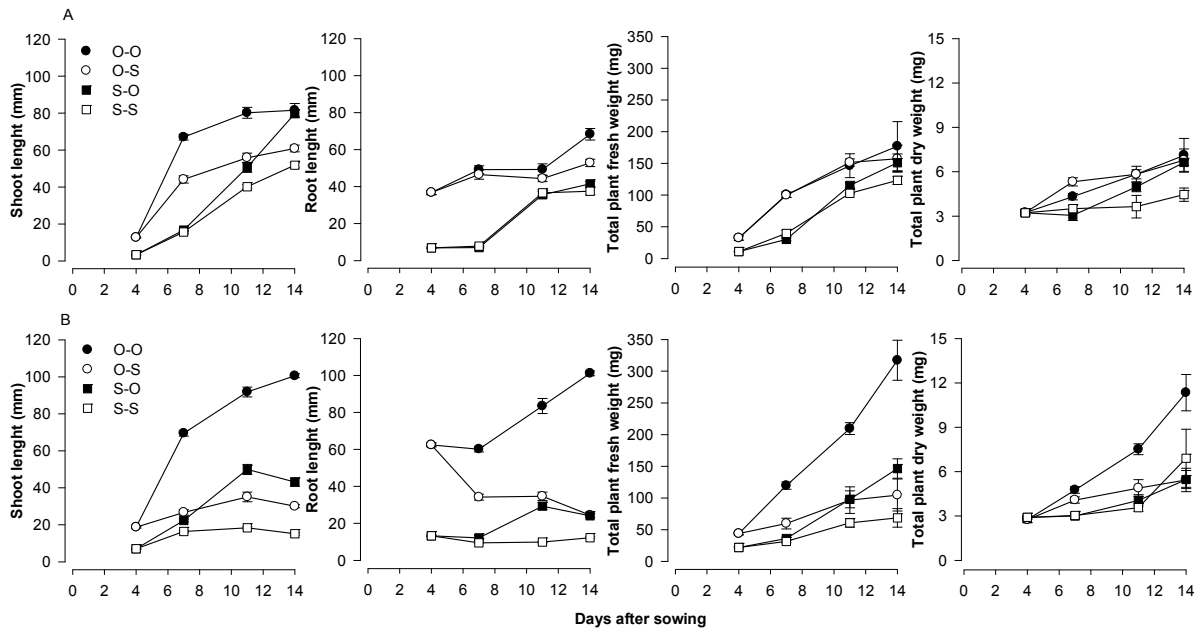 A
Shoot lenght (mm)
120
100
80
60
40
20
0
O-O
O-S
S-O
S-S
0 2 4 6 8 10 12 14
Root lenght (mm)
120
100
80
60
40
20
0
0 2 4 6 8 10 12 14
Total plant fresh weight (mg)
350
300
250
200
150
100
50
0
0 2 4 6 8 10 12 14
Total plant dry weight (mg)
15
12
9
6
3
0
0 2 4 6 8 10 12 14
B
Shoot lenght (mm)
120
100
80
60
40
20
0
O-O
O-S
S-O
S-S
0 2 4 6 8 10 12 14
Root lenght (mm)
120
100
80
60
40
20
0
0 2 4 6 8 10 12 14
Total plant fresh weight (mg)
350
300
250
200
150
100
50
0
0 2 4 6 8 10 12 14
Total plant dry weight (mg)
15
12
9
6
3
0
0 2 4 6 8 10 12 14
Days after sowing